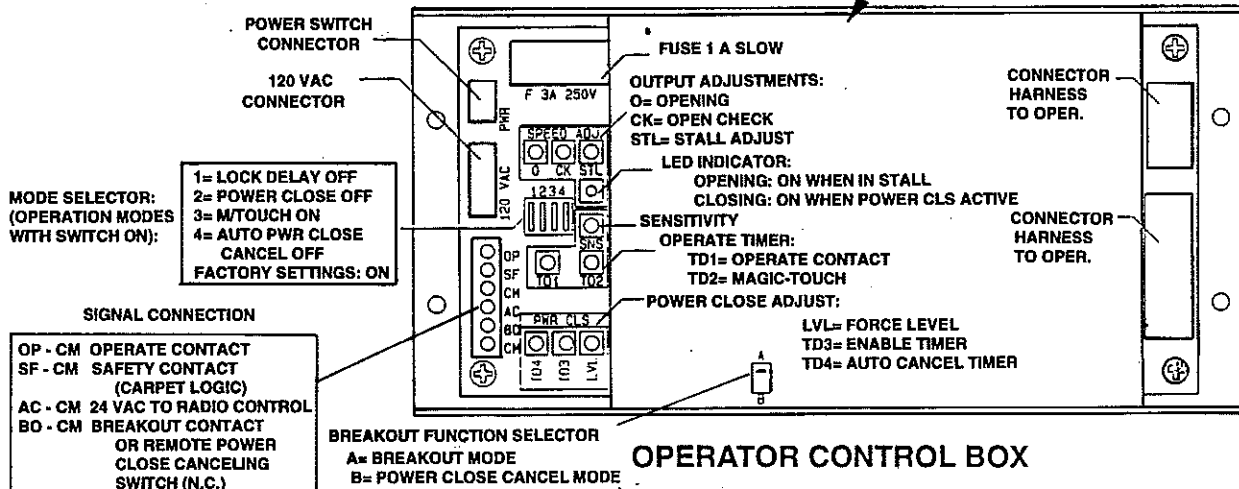 POWER SWITCH
CONNECTOR
120 VAC
CONNECTOR
MODE SELECTOR:
(OPERATION MODES
WITH SWITCH ON):
1= LOCK DELAY OFF
2= POWER CLOSE OFF
3= M/TOUCH ON
4= AUTO PWR CLOSE
CANCEL OFF
FACTORY SETTINGS: ON
SIGNAL CONNECTION
OP - CM OPERATE CONTACT
SF - CM SAFETY CONTACT
(CARPET LOGIC)
AC - CM 24 VAC TO RADIO CONTROL
BO - CM BREAKOUT CONTACT
OR REMOTE POWER
CLOSE CANCELING
SWITCH (N.C.)
F 3A 250V
PWR
SPEED ADJ
O CK STL
120 VAC
1234
SNS
TD1 TD2
OP
SF
CM
AC
BO
CM
PWR CLS
TD4 TD3 LVL
FUSE 1 A SLOW
OUTPUT ADJUSTMENTS:
O= OPENING
CK= OPEN CHECK
STL= STALL ADJUST
LED INDICATOR:
OPENING: ON WHEN IN STALL
CLOSING: ON WHEN POWER CLS ACTIVE
SENSITIVITY
OPERATE TIMER:
TD1= OPERATE CONTACT
TD2= MAGIC-TOUCH
POWER CLOSE ADJUST:
LVL= FORCE LEVEL
TD3= ENABLE TIMER
TD4= AUTO CANCEL TIMER
A
B
BREAKOUT FUNCTION SELECTOR
A= BREAKOUT MODE
B= POWER CLOSE CANCEL MODE
CONNECTOR
HARNESS
TO OPER.
CONNECTOR
HARNESS
TO OPER.
OPERATOR CONTROL BOX